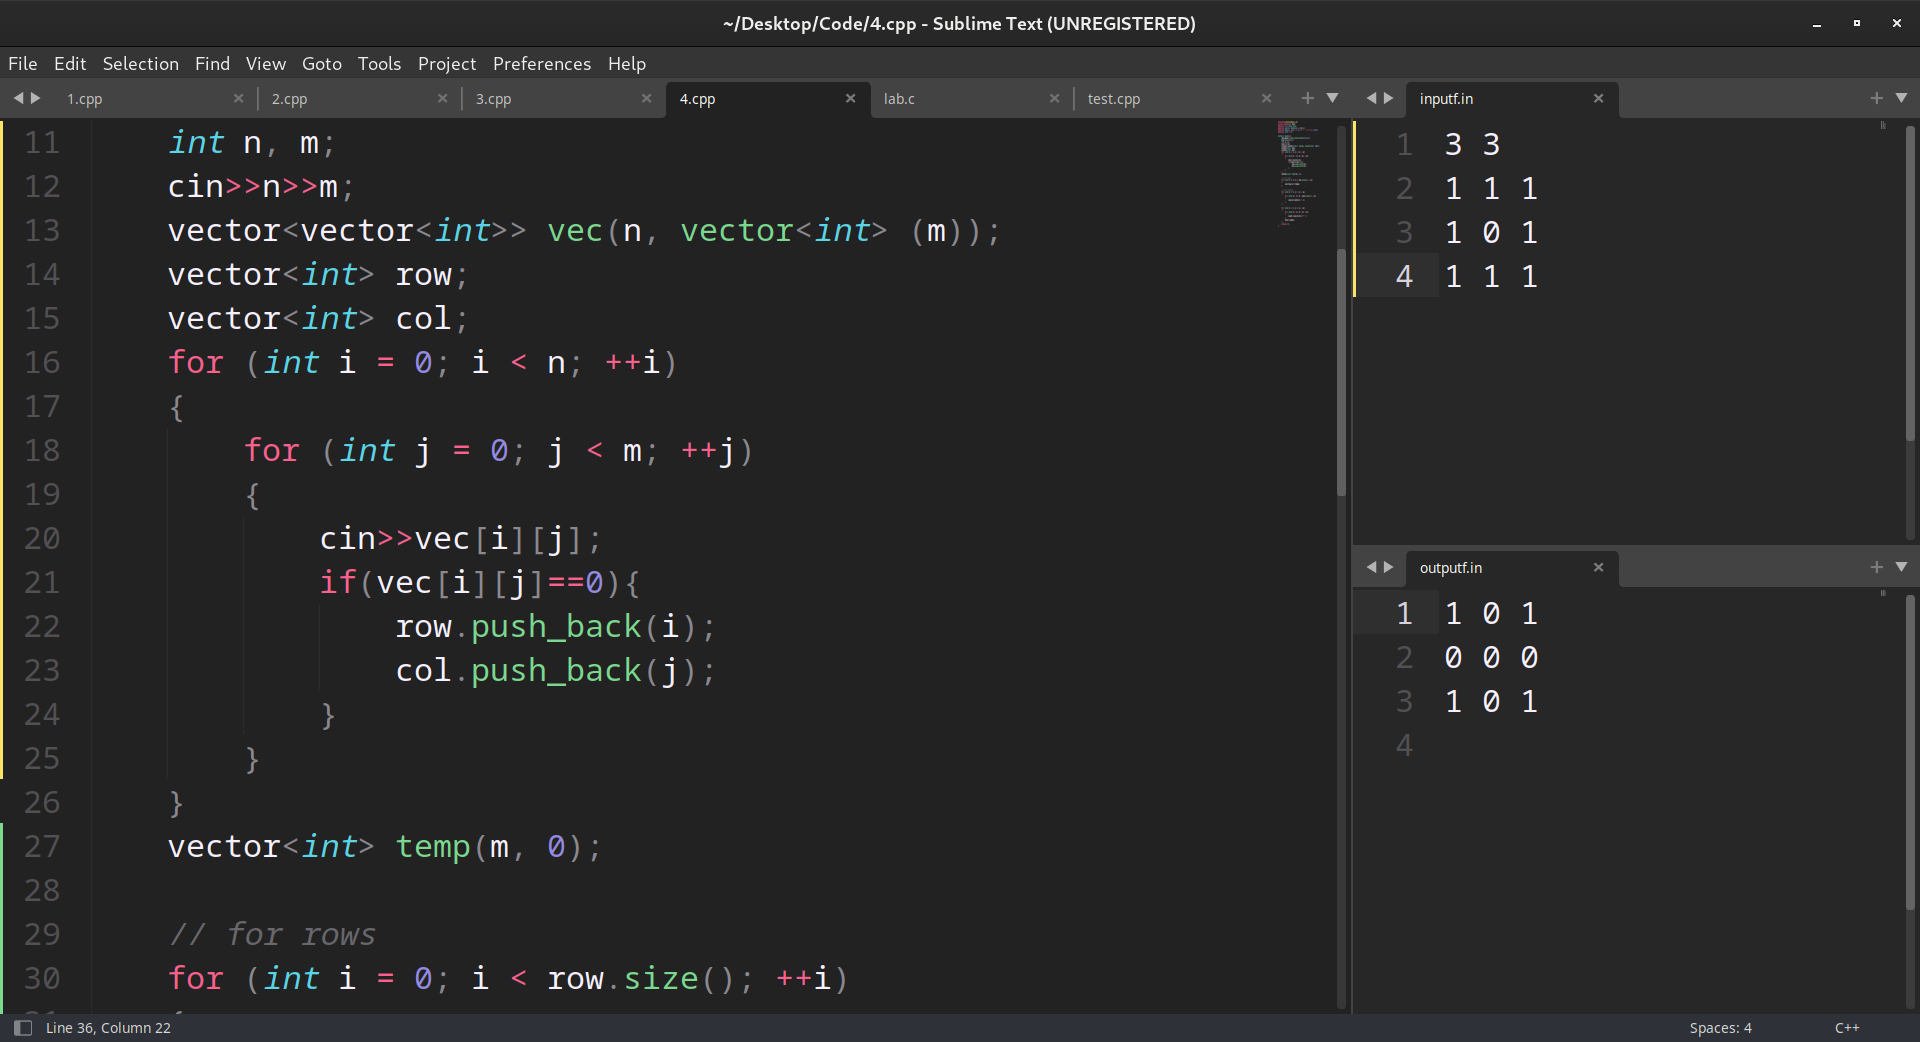 ~/Desktop/Code/4.cpp - Sublime Text (UNREGISTERED)
File Edit Selection Find View Goto Tools Project Preferences Help
1.cpp 2.cpp 3.cpp 4.cpp lab.c test.cpp
11 int n, m;
12 cin>>n>>m;
13 vector<vector<int>> vec(n, vector<int> (m));
14 vector<int> row;
15 vector<int> col;
16 for (int i = 0; i < n; ++i)
17 {
18 for (int j = 0; j < m; ++j)
19 {
20 cin>>vec[i][j];
21 if(vec[i][j]==0){
22 row.push_back(i);
23 col.push_back(j);
24 }
25 }
26 }
27 vector<int> temp(m, 0);
28
29 // for rows
30 for (int i = 0; i < row.size(); ++i)
inputf.in
1 3 3
2 1 1 1
3 1 0 1
4 1 1 1
outputf.in
1 1 0 1
2 0 0 0
3 1 0 1
4
Line 36, Column 22
Spaces: 4
C++